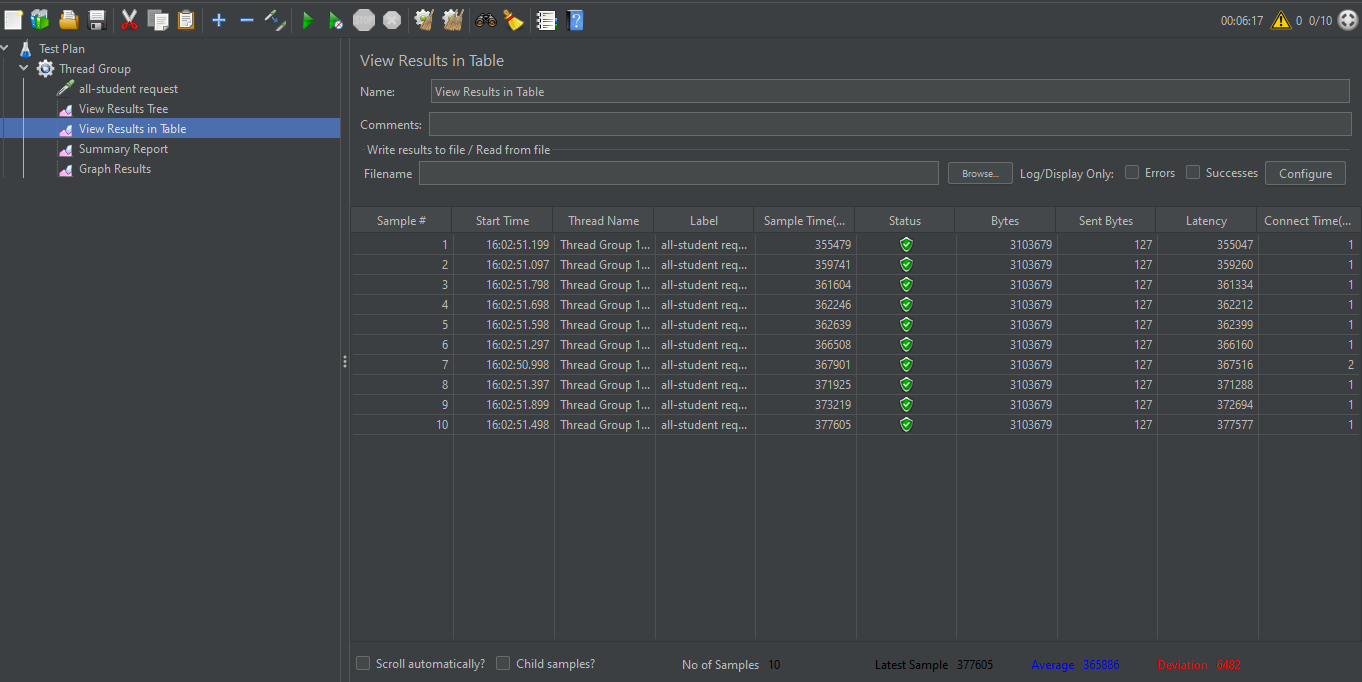 00:06:17 0 0/10
Test Plan
Thread Group
all-student request
View Results Tree
View Results in Table
Summary Report
Graph Results
View Results in Table
Name: View Results in Table
Comments:
Write results to file / Read from file
Filename Browse... Log/Display Only: Errors Successes Configure
Sample # Start Time Thread Name Label Sample Time(... Status Bytes Sent Bytes Latency Connect Time(...
1 16:02:51.199 Thread Group 1... all-student req... 355479 3103679 127 355047 1
2 16:02:51.097 Thread Group 1... all-student req... 359741 3103679 127 359260 1
3 16:02:51.798 Thread Group 1... all-student req... 361604 3103679 127 361334 1
4 16:02:51.698 Thread Group 1... all-student req... 362246 3103679 127 362212 1
5 16:02:51.598 Thread Group 1... all-student req... 362639 3103679 127 362399 1
6 16:02:51.297 Thread Group 1... all-student req... 366508 3103679 127 366160 1
7 16:02:50.998 Thread Group 1... all-student req... 367901 3103679 127 367516 2
8 16:02:51.397 Thread Group 1... all-student req... 371925 3103679 127 371288 1
9 16:02:51.899 Thread Group 1... all-student req... 373219 3103679 127 372694 1
10 16:02:51.498 Thread Group 1... all-student req... 377605 3103679 127 377577 1
Scroll automatically? Child samples? No of Samples 10 Latest Sample 377605 Average 365886 Deviation 6482